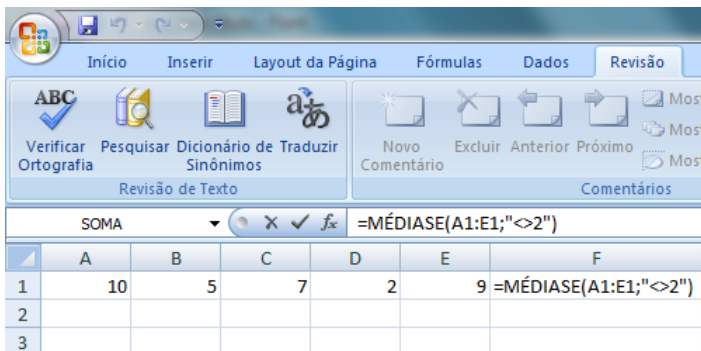 Início Inserir Layout da Página Fórmulas Dados Revisão
ABC
Verificar Ortografia Pesquisar Dicionário de Sinônimos Traduzir
Novo Comentário Excluir Anterior Próximo
Mos
Mos
Mos
Revisão de Texto Comentários
SOMA fx =MÉDIASE(A1:E1;"<>2")
A B C D E F
1 10 5 7 2 9 =MÉDIASE(A1:E1;"<>2")
2
3